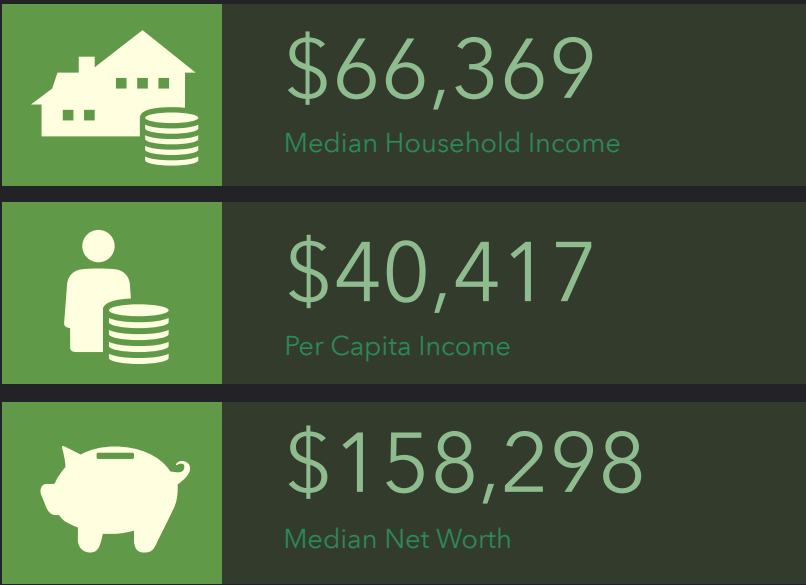 $66,369
Median Household Income
$40,417
Per Capita Income
$158,298
Median Net Worth